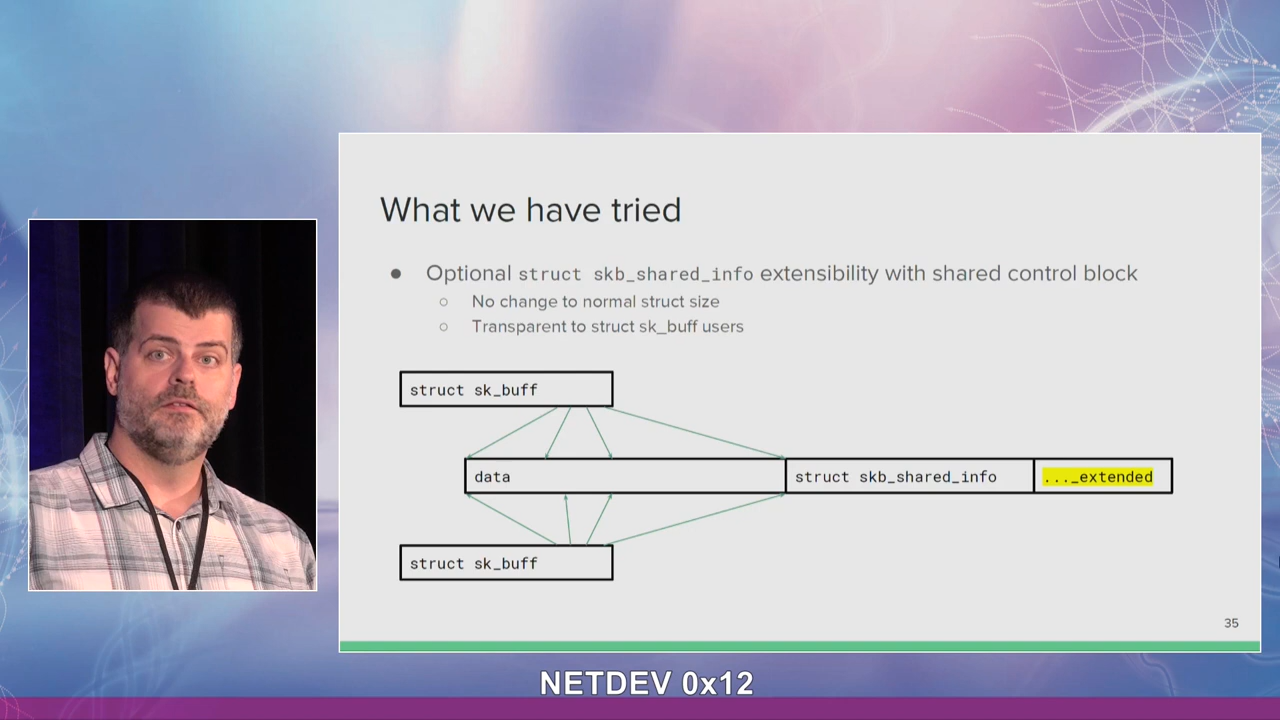 What we have tried
● Optional struct skb_shared_info extensibility with shared control block
○ No change to normal struct size
○ Transparent to struct sk_buff users
struct sk_buff
data struct skb_shared_info ..._extended
struct sk_buff
35
NETDEV 0x12